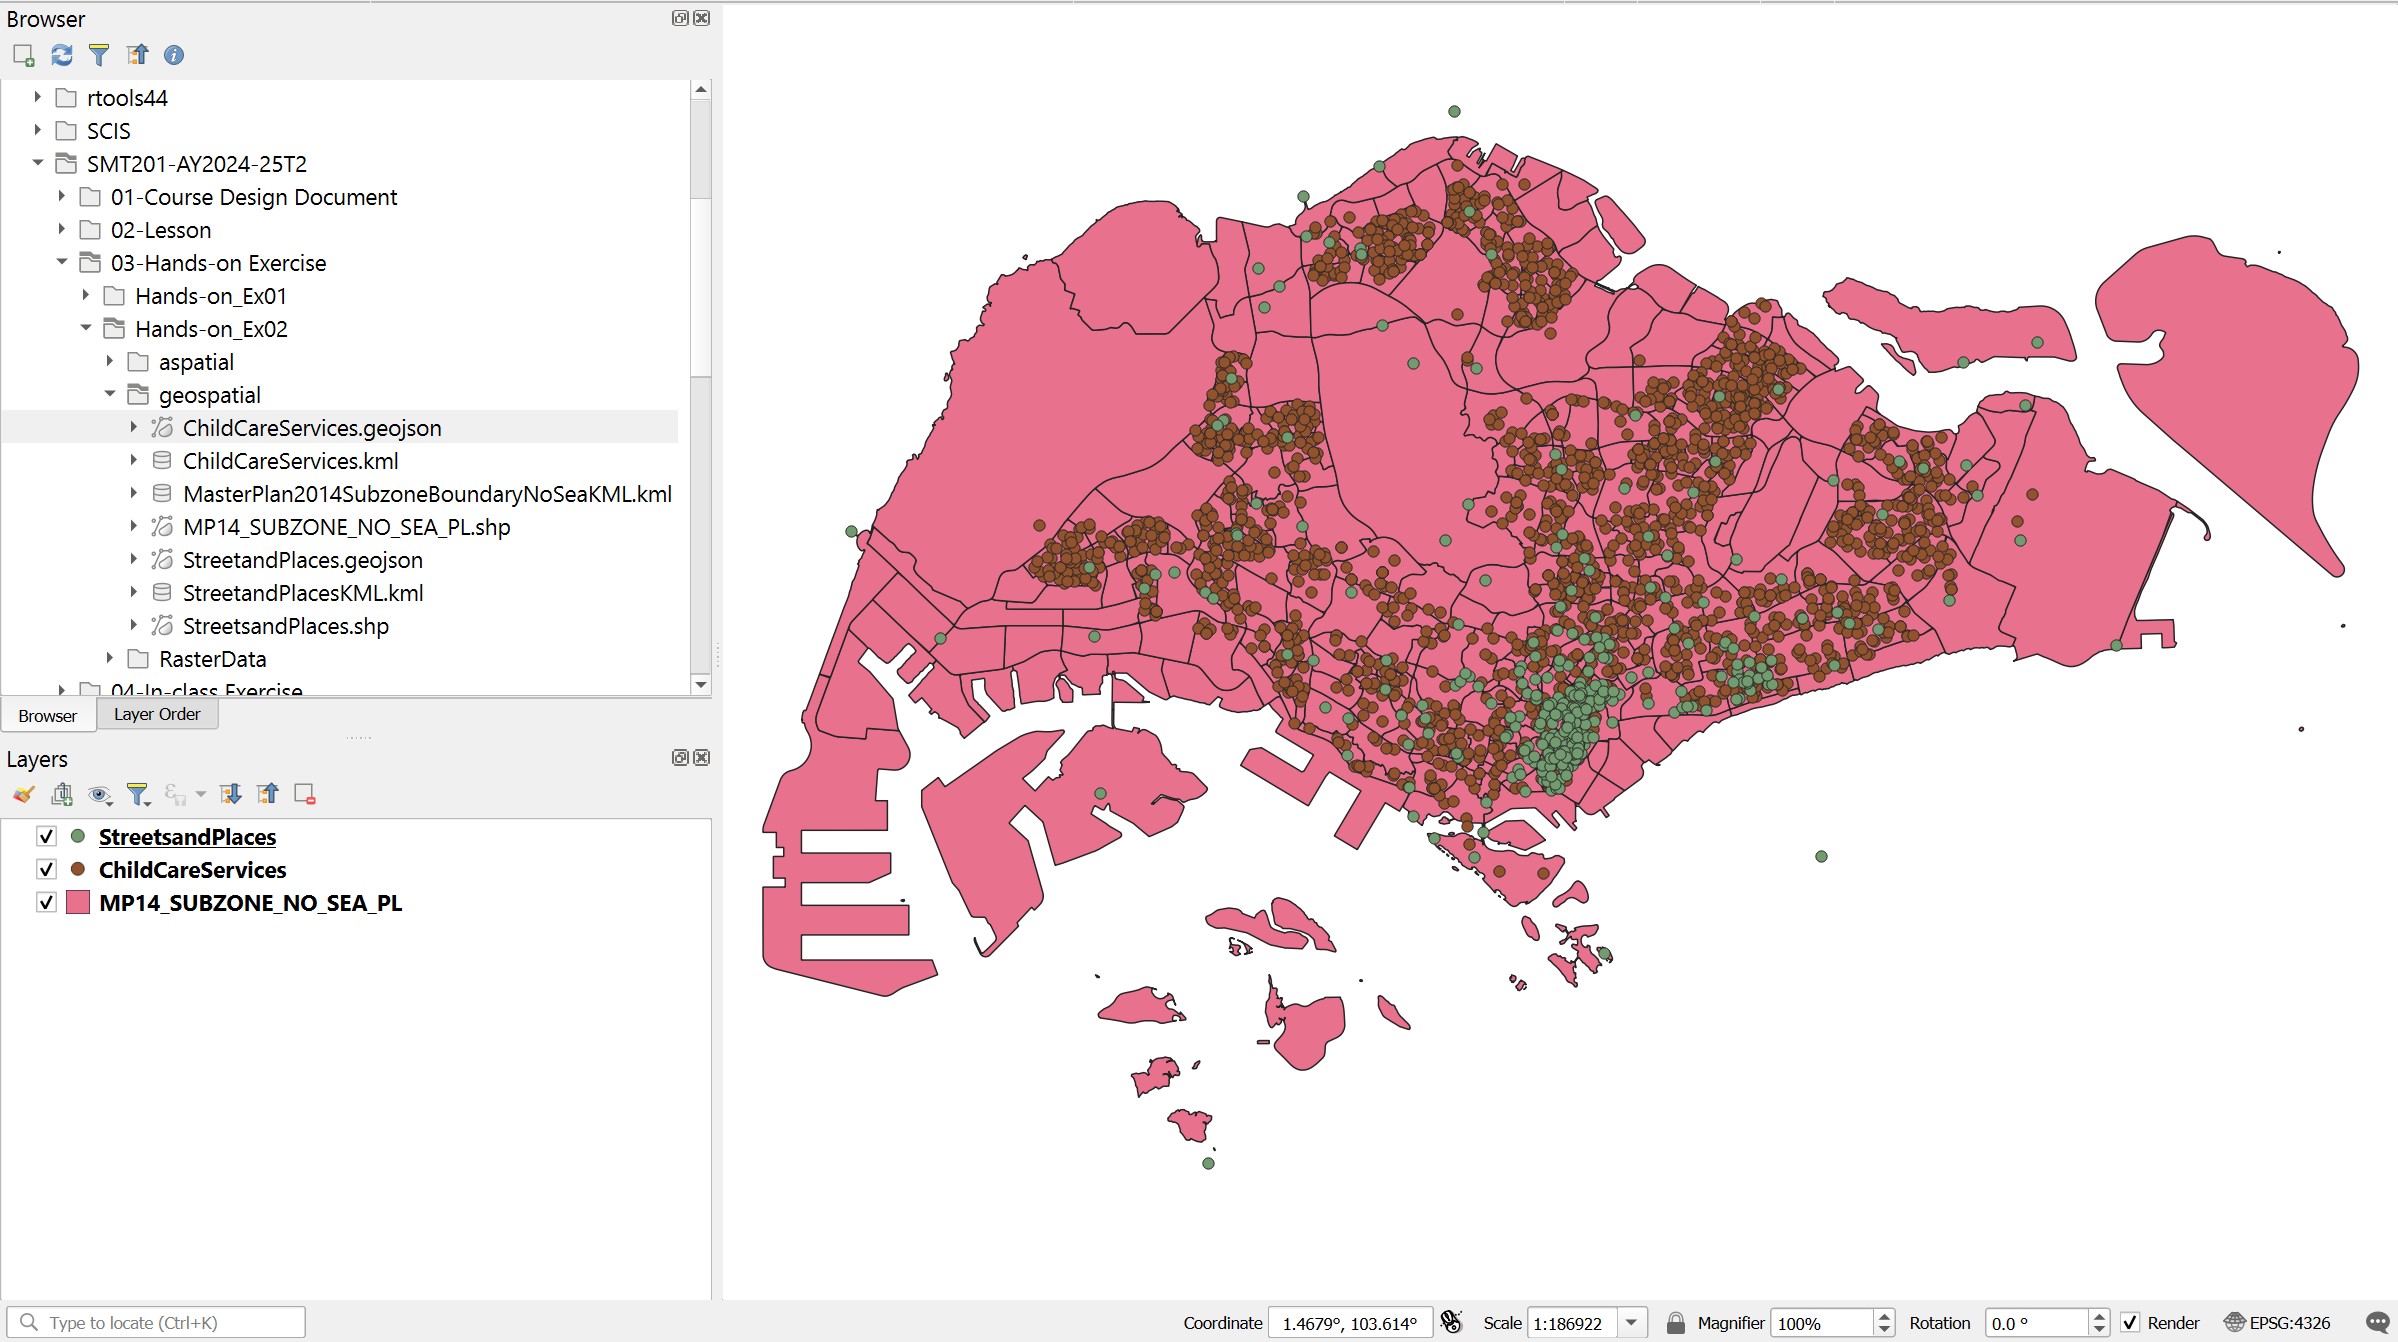 Browser
rtools44
SCIS
SMT201-AY2024-25T2
01-Course Design Document
02-Lesson
03-Hands-on Exercise
Hands-on_Ex01
Hands-on_Ex02
aspatial
geospatial
ChildCareServices.geojson
ChildCareServices.kml
MasterPlan2014SubzoneBoundaryNoSeaKML.kml
MP14_SUBZONE_NO_SEA_PL.shp
StreetandPlaces.geojson
StreetandPlacesKML.kml
StreetsandPlaces.shp
RasterData
04-In-class Exercise
Browser Layer Order
Layers
StreetsandPlaces
ChildCareServices
MP14_SUBZONE_NO_SEA_PL
Type to locate (Ctrl+K) Coordinate 1.4679°, 103.614° Scale 1:186922 Magnifier 100% Rotation 0.0 ° Render EPSG:4326